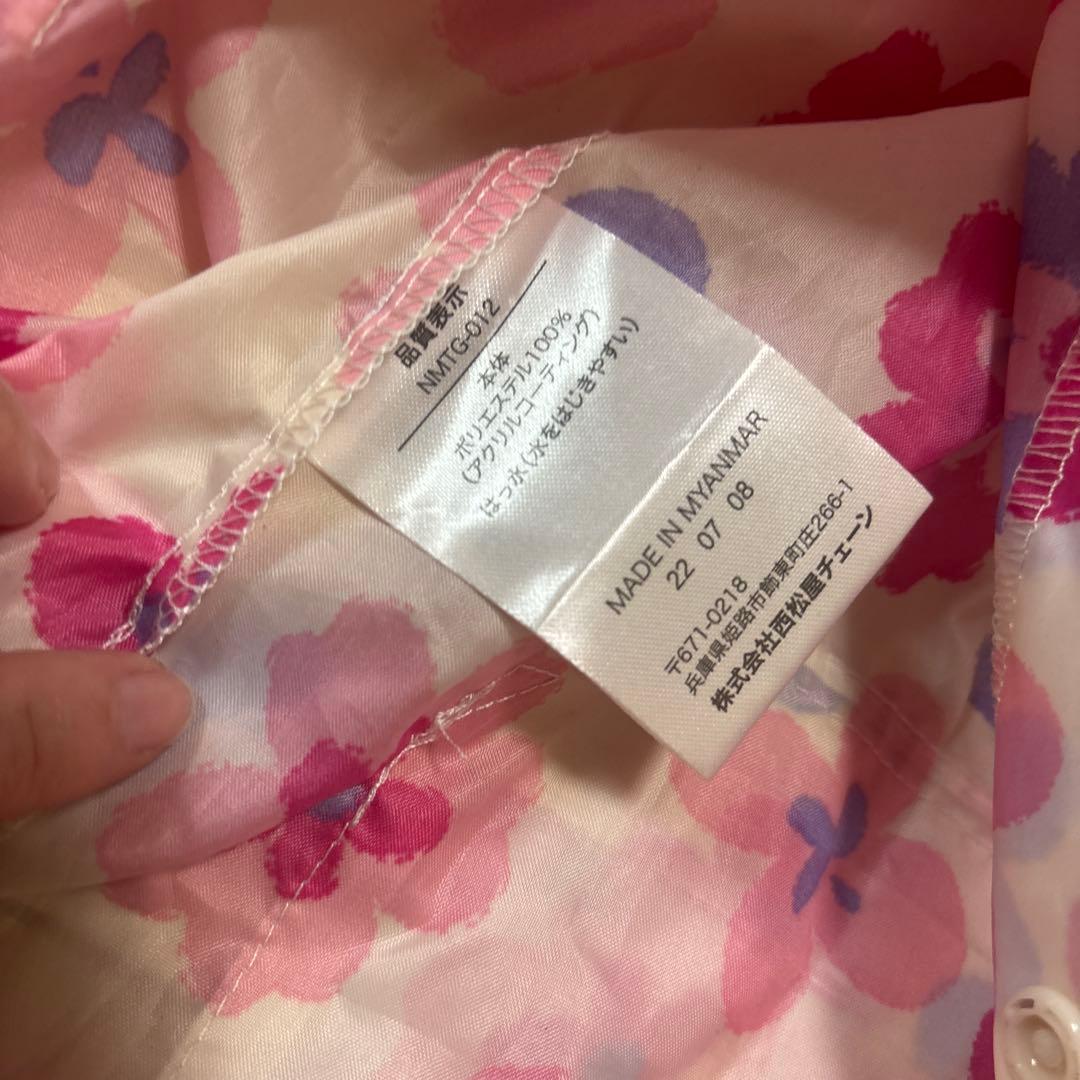 品質表示
NMTG-012
本体
ポリエステル100%
(アクリルコーティング)
はっ水(水をはじきやすい)
MADE IN MYANMAR
22 07 08
〒671-0218
兵庫県姫路市飾東町庄266-1
株式会社西松屋チェーン